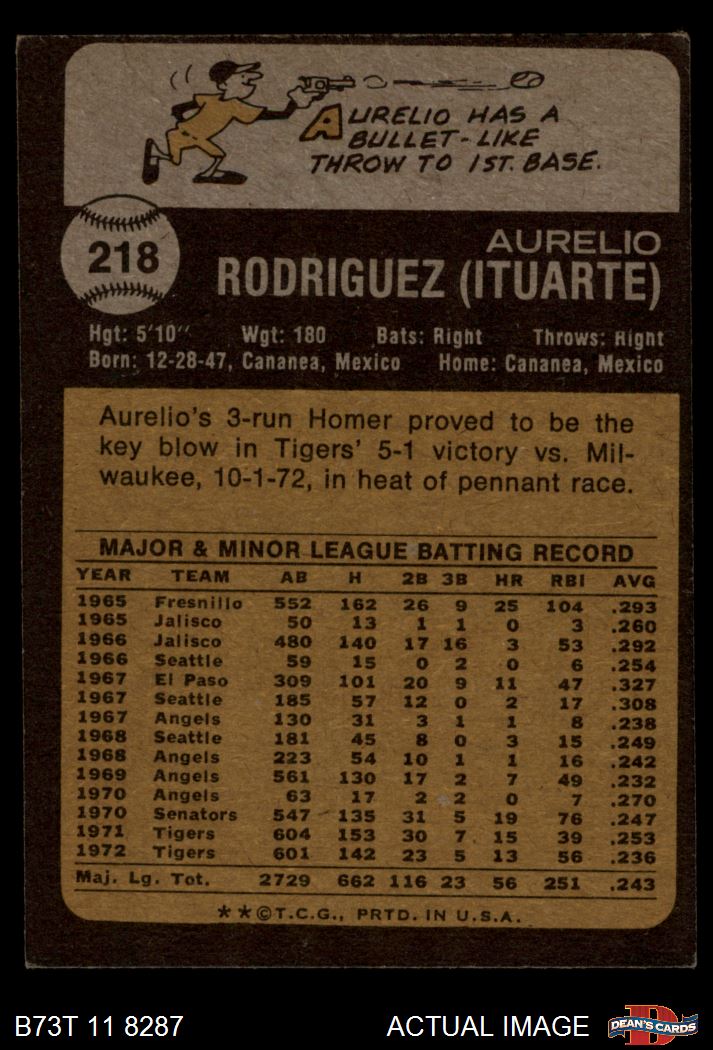 AURELIO HAS A
BULLET-LIKE
THROW TO 1ST. BASE.
218
AURELIO
RODRIGUEZ (ITUARTE)
Hgt: 5'10" Wgt: 180 Bats: Right Throws: Right
Born: 12-28-47, Cananea, Mexico Home: Cananea, Mexico
Aurelio's 3-run Homer proved to be the
key blow in Tigers' 5-1 victory vs. Mil-
waukee, 10-1-72, in heat of pennant race.
MAJOR & MINOR LEAGUE BATTING RECORD
YEAR TEAM AB H 2B 3B HR RBI AVG
1965 Fresnillo 552 162 26 9 25 104 .293
1965 Jalisco 50 13 1 1 0 3 .260
1966 Jalisco 480 140 17 16 3 53 .292
1966 Seattle 59 15 0 2 0 6 .254
1967 El Paso 309 101 20 9 11 47 .327
1967 Seattle 185 57 12 0 2 17 .308
1967 Angels 130 31 3 1 1 8 .238
1968 Seattle 181 45 8 0 3 15 .249
1968 Angels 223 54 10 1 1 16 .242
1969 Angels 561 130 17 2 7 49 .232
1970 Angels 63 17 2 2 0 7 .270
1970 Senators 547 135 31 5 19 76 .247
1971 Tigers 604 153 30 7 15 39 .253
1972 Tigers 601 142 23 5 13 56 .236
Maj. Lg. Tot. 2729 662 116 23 56 251 .243
**©T.C.G., PRTD. IN U.S.A.
B73T 11 8287 ACTUAL IMAGE
DEAN'S CARDS